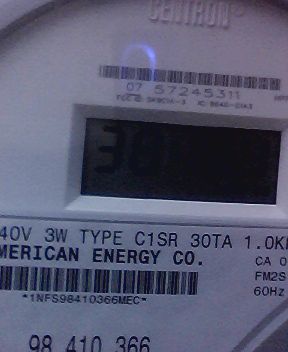 CENTRON®
07 57245311
38
40V 3W TYPE C1SR 30TA 1.0K
MERICAN ENERGY CO.
CA 0
FM2S
*1NFS98410366MEC*
60Hz
98 410 366